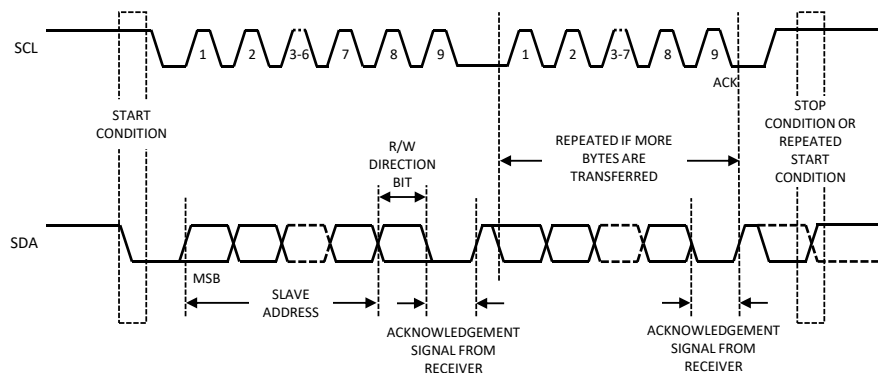 SCL
1 2 3-6 7 8 9 1 2 3-7 8 9
ACK
START
CONDITION
R/W
DIRECTION
BIT
REPEATED IF MORE
BYTES ARE
TRANSFERRED
STOP
CONDITION OR
REPEATED
START
CONDITION
SDA
MSB
SLAVE
ADDRESS
ACKNOWLEDGEMENT
SIGNAL FROM
RECEIVER
ACKNOWLEDGEMENT
SIGNAL FROM
RECEIVER